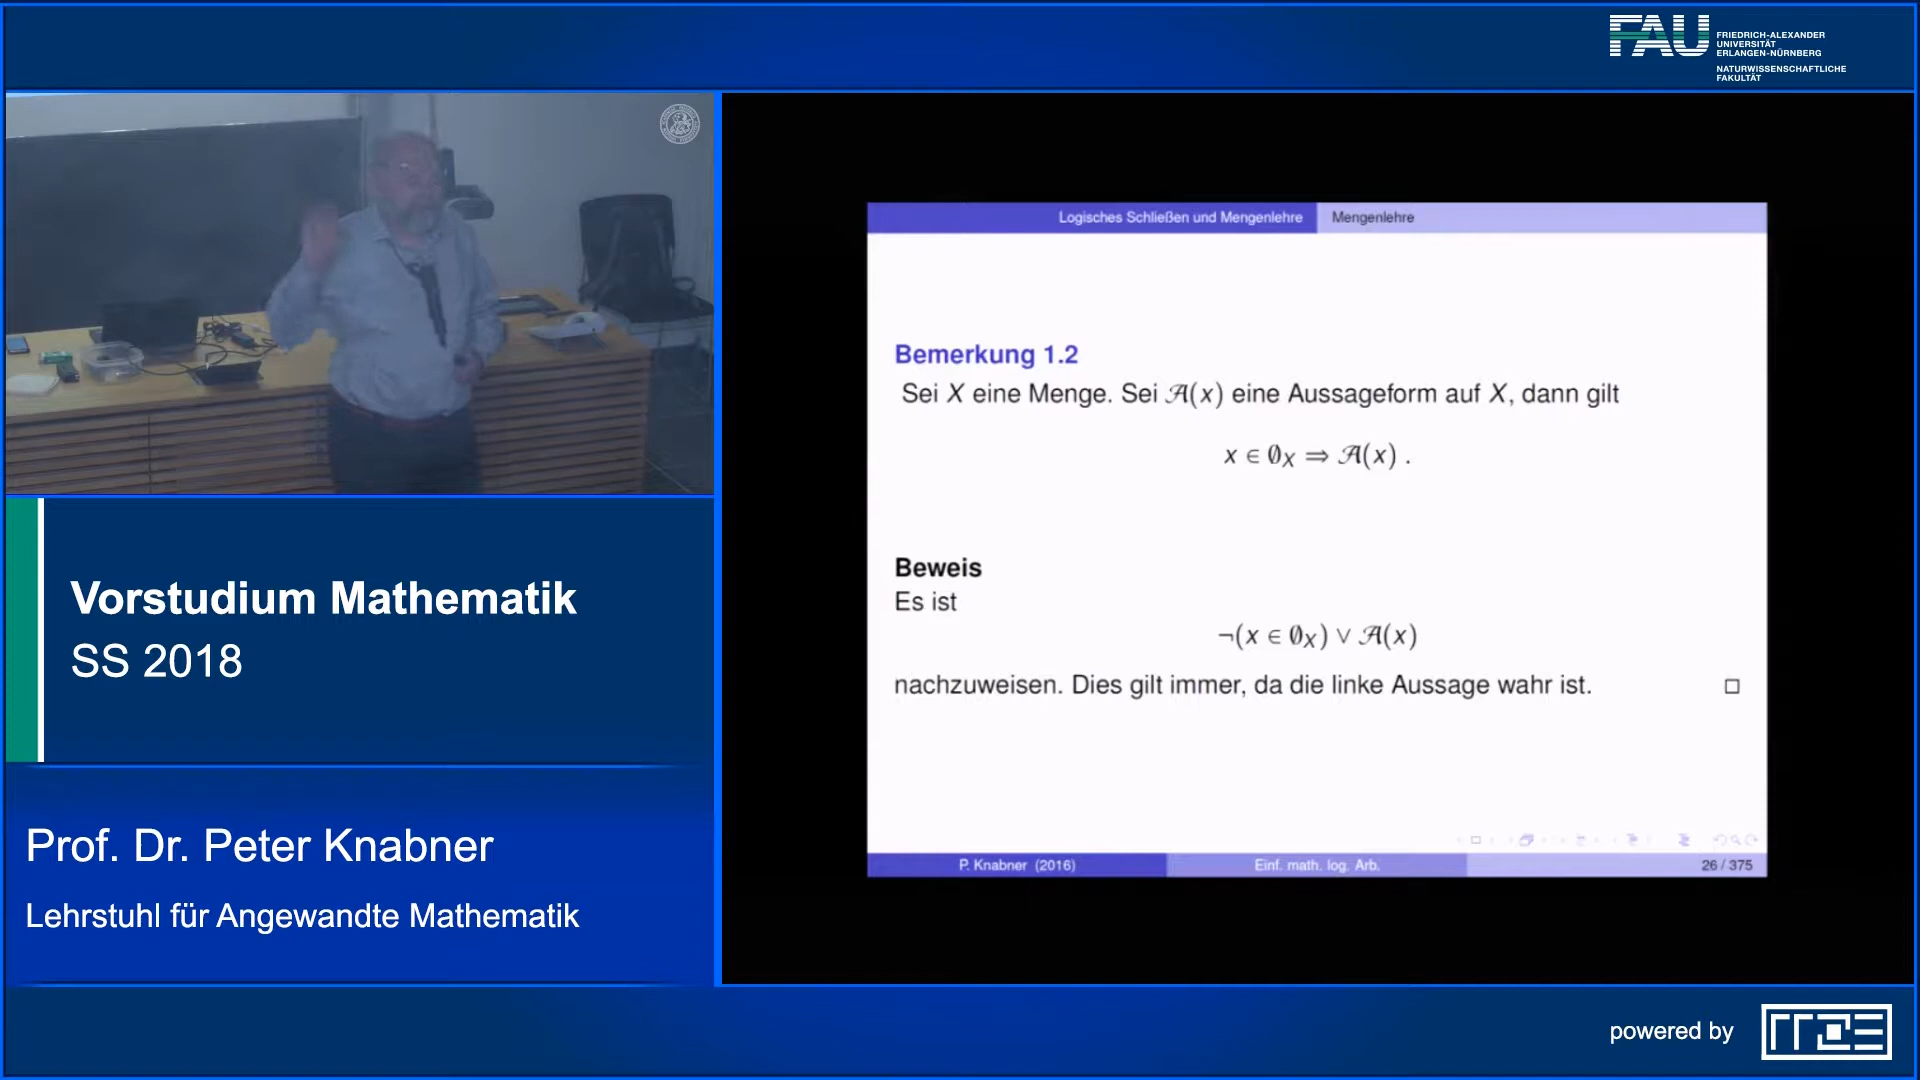 FAU FRIEDRICH-ALEXANDER
UNIVERSITÄT
ERLANGEN-NÜRNBERG
NATURWISSENSCHAFTLICHE
FAKULTÄT
Logisches Schließen und Mengenlehre Mengenlehre
Bemerkung 1.2
Sei X eine Menge. Sei 𝒜(x) eine Aussageform auf X, dann gilt
x ∈ ∅_X ⇒ 𝒜(x) .
Beweis
Es ist
¬(x ∈ ∅_X) ∨ 𝒜(x)
nachzuweisen. Dies gilt immer, da die linke Aussage wahr ist. □
P. Knabner (2016) Einf. math. log. Arb. 26 / 375
Vorstudium Mathematik
SS 2018
Prof. Dr. Peter Knabner
Lehrstuhl für Angewandte Mathematik
powered by